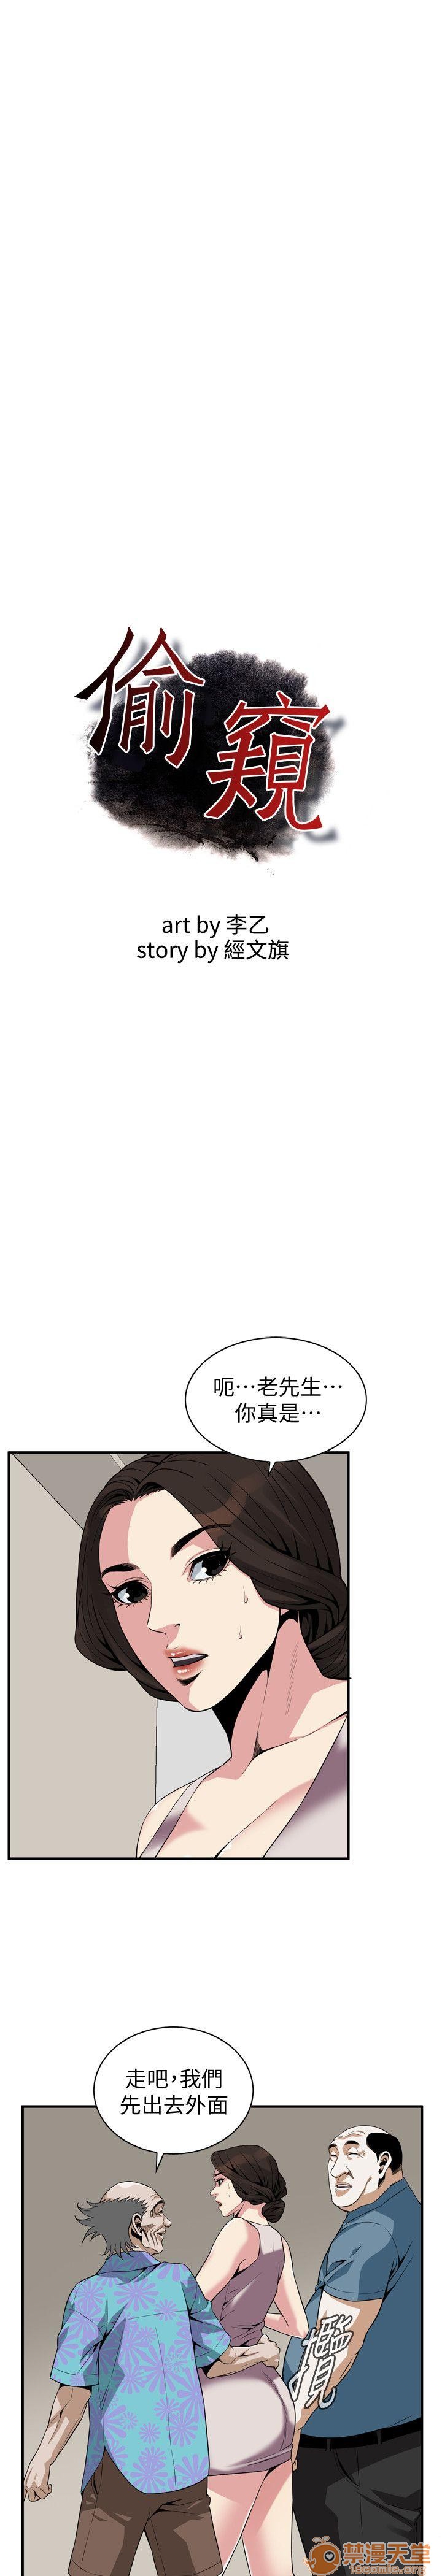 偷窺
art by 李乙
story by 經文旗
呃⋯老先生⋯
你真是⋯
走吧,我們
先出去外面
攬
禁漫天堂
18comic.org